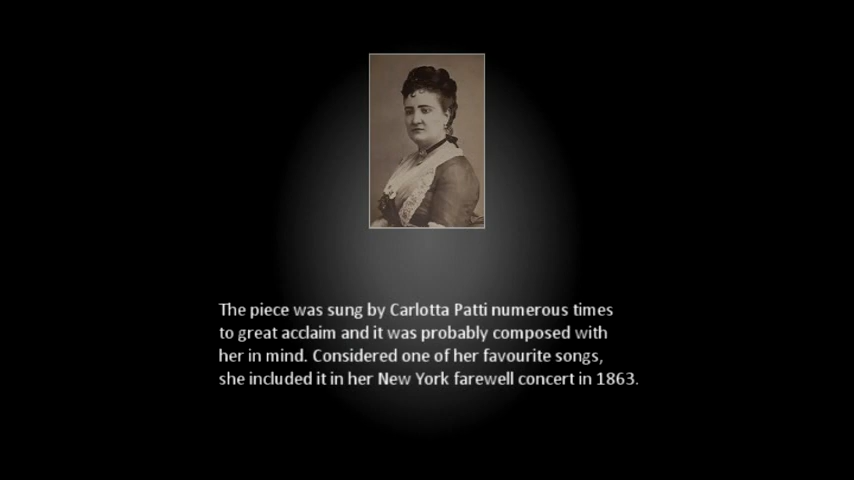 The piece was sung by Carlotta Patti numerous times
to great acclaim and it was probably composed with
her in mind. Considered one of her favourite songs,
she included it in her New York farewell concert in 1863.